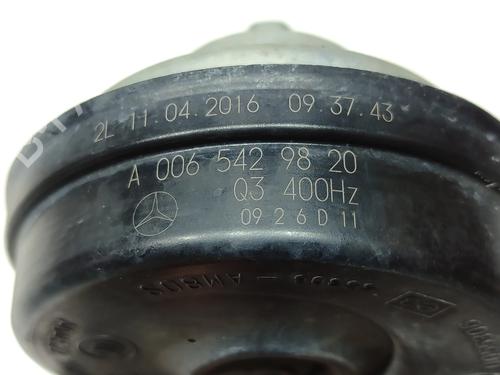 2L 11.04.2016 09.37.43
A 006 542 98 20
Q3 400Hz
09 2 6 D 11